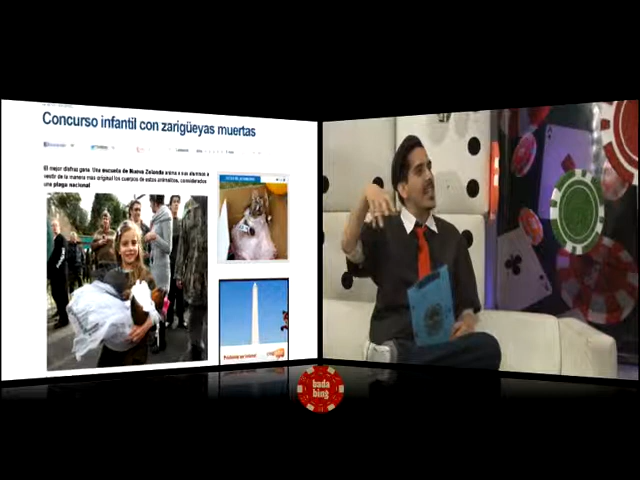 Concurso infantil con zarigüeyas muertas
El mejor disfraz gana. Una escuela de Nueva Zelanda anima a sus alumnos a
vestir de la manera más original los cuerpos de estos animalitos, considerados
una plaga nacional
bada
bing